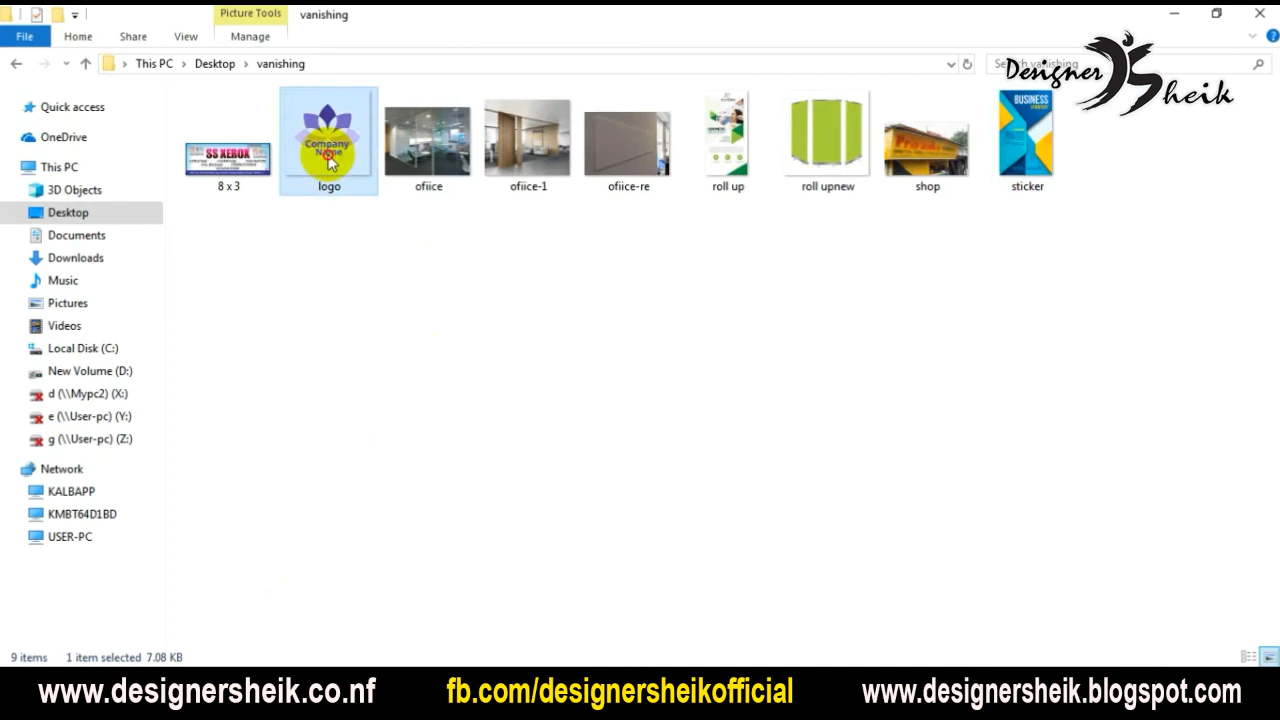 Picture Tools
vanishing
File
Home
Share
View
Manage
This PC
Desktop
vanishing
Search vanishing
Designer
Sheik
Quick access
OneDrive
This PC
3D Objects
Desktop
Documents
Downloads
Music
Pictures
Videos
Local Disk (C:)
New Volume (D:)
d (\\Mypc2) (X:)
e (\\User-pc) (Y:)
g (\\User-pc) (Z:)
Network
KALBAPP
KMBT64D1BD
USER-PC
SS XEROX
8 x 3
Company
Name
logo
ofiice
ofiice-1
ofiice-re
roll up
roll upnew
shop
BUSINESS
sticker
9 items
1 item selected 7.08 KB
www.designersheik.co.nf
fb.com/designersheikofficial
www.designersheik.blogspot.com